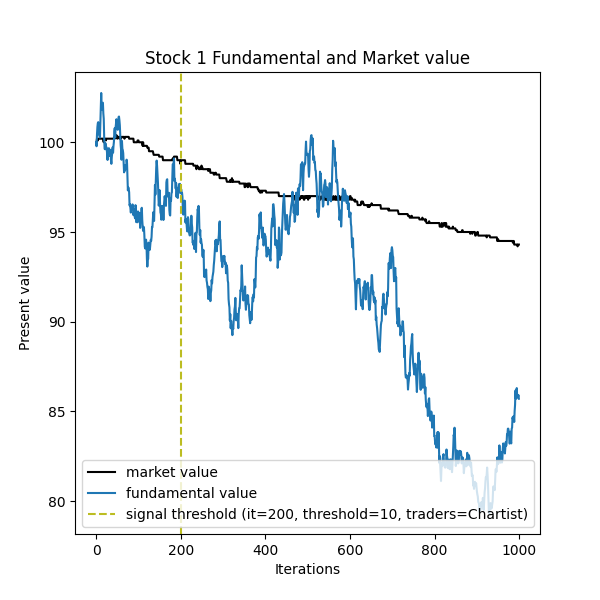 Stock 1 Fundamental and Market value
Present value
100
95
90
85
80
market value
fundamental value
signal threshold (it=200, threshold=10, traders=Chartist)
0 200 400 600 800 1000
Iterations